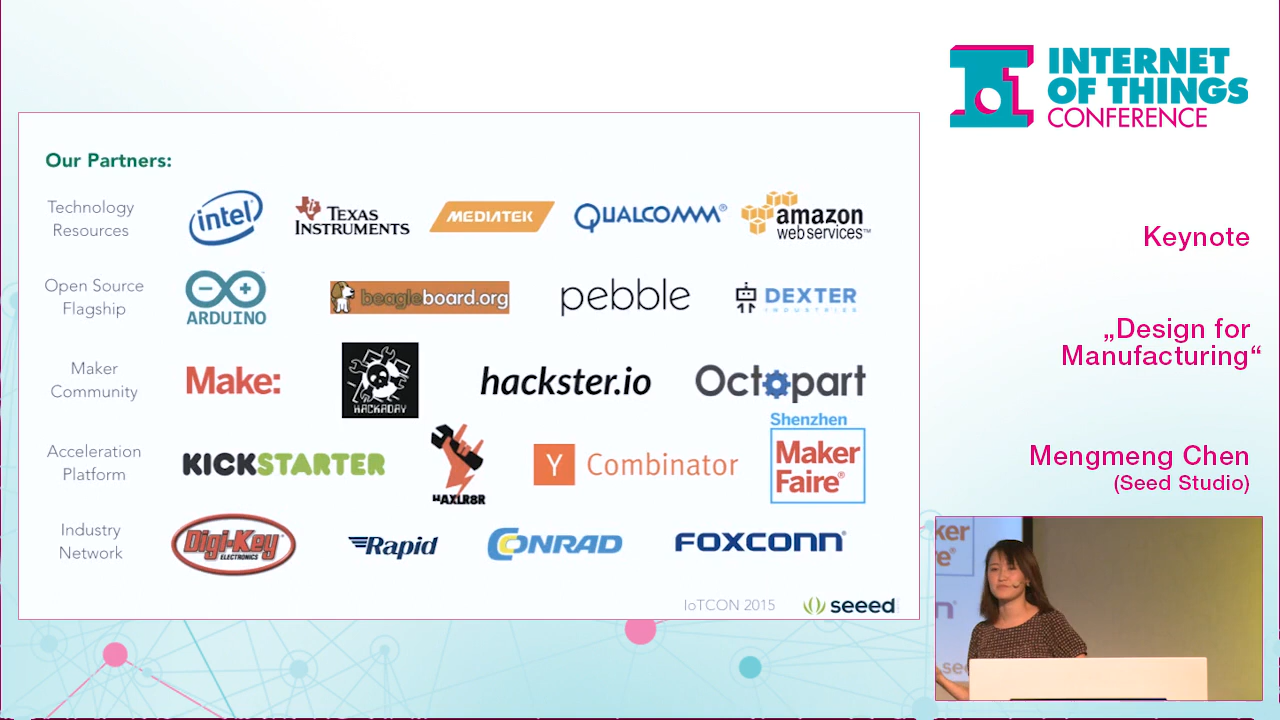 INTERNET
OF THINGS
CONFERENCE
Our Partners:
Technology
Resources
intel
TEXAS
INSTRUMENTS
MEDIATEK
QUALCOMM®
amazon
webservices™
Open Source
Flagship
ARDUINO
beagleboard.org
pebble
DEXTER
INDUSTRIES
Maker
Community
Make:
HACKADAY
hackster.io
Octopart
Acceleration
Platform
KICKSTARTER
HAXLR8R
Y Combinator
Shenzhen
Maker
Faire®
Industry
Network
Digi-Key
ELECTRONICS
Rapid
CONRAD
FOXCONN®
IoTCON 2015
seeed
Keynote
„Design for
Manufacturing“
Mengmeng Chen
(Seed Studio)
ker
e®
n
see